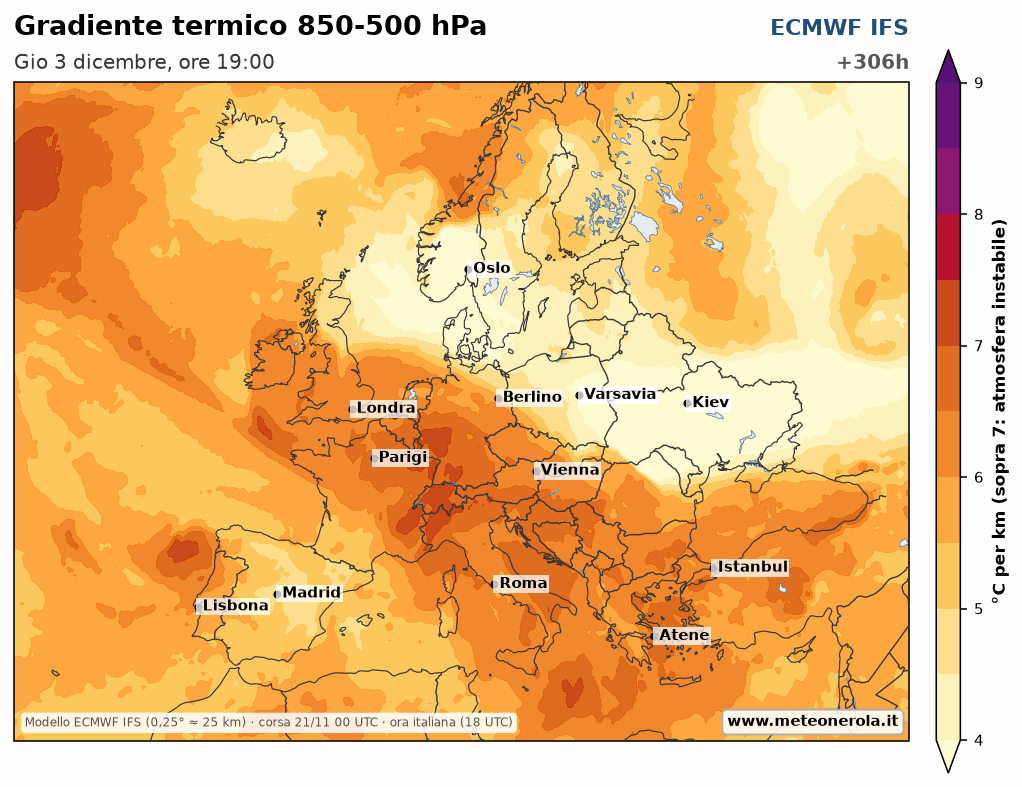 Gradiente termico 850-500 hPa
ECMWF IFS
Gio 3 dicembre, ore 19:00
+306h
Oslo
Berlino
Varsavia
Kiev
Londra
Parigi
Vienna
Istanbul
Roma
Madrid
Lisbona
Atene
Modello ECMWF IFS (0,25° ≈ 25 km) · corsa 21/11 00 UTC · ora italiana (18 UTC)
www.meteonerola.it
9
8
7
6
5
4
°C per km (sopra 7: atmosfera instabile)